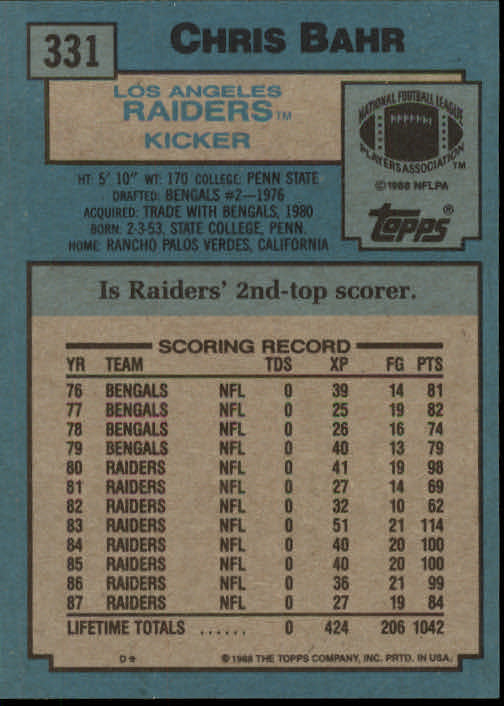 331
CHRIS BAHR
LOS ANGELES
RAIDERS™
KICKER
NATIONAL FOOTBALL LEAGUE
PLAYERS ASSOCIATION™
©1988 NFLPA
Topps®
HT: 5' 10" WT: 170 COLLEGE: PENN STATE
DRAFTED: BENGALS #2—1976
ACQUIRED: TRADE WITH BENGALS, 1980
BORN: 2-3-53, STATE COLLEGE, PENN.
HOME: RANCHO PALOS VERDES, CALIFORNIA
Is Raiders' 2nd-top scorer.
SCORING RECORD
YR TEAM TDS XP FG PTS
76 BENGALS NFL 0 39 14 81
77 BENGALS NFL 0 25 19 82
78 BENGALS NFL 0 26 16 74
79 BENGALS NFL 0 40 13 79
80 RAIDERS NFL 0 41 19 98
81 RAIDERS NFL 0 27 14 69
82 RAIDERS NFL 0 32 10 62
83 RAIDERS NFL 0 51 21 114
84 RAIDERS NFL 0 40 20 100
85 RAIDERS NFL 0 40 20 100
86 RAIDERS NFL 0 36 21 99
87 RAIDERS NFL 0 27 19 84
LIFETIME TOTALS ...... 0 424 206 1042
D* ©1988 THE TOPPS COMPANY, INC. PRTD. IN USA.